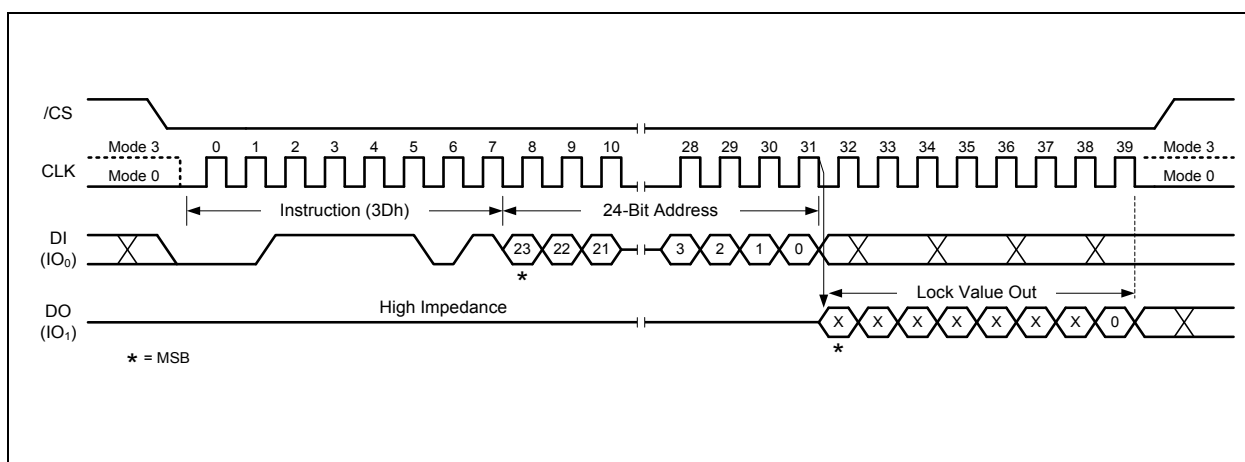 /CS
Mode 3 0 1 2 3 4 5 6 7 8 9 10 28 29 30 31 32 33 34 35 36 37 38 39 Mode 3
CLK
Mode 0 Mode 0
Instruction (3Dh) 24-Bit Address
DI
(IO₀)
23 22 21 3 2 1 0
*
Lock Value Out
High Impedance
DO
(IO₁)
X X X X X X X 0
*
* = MSB